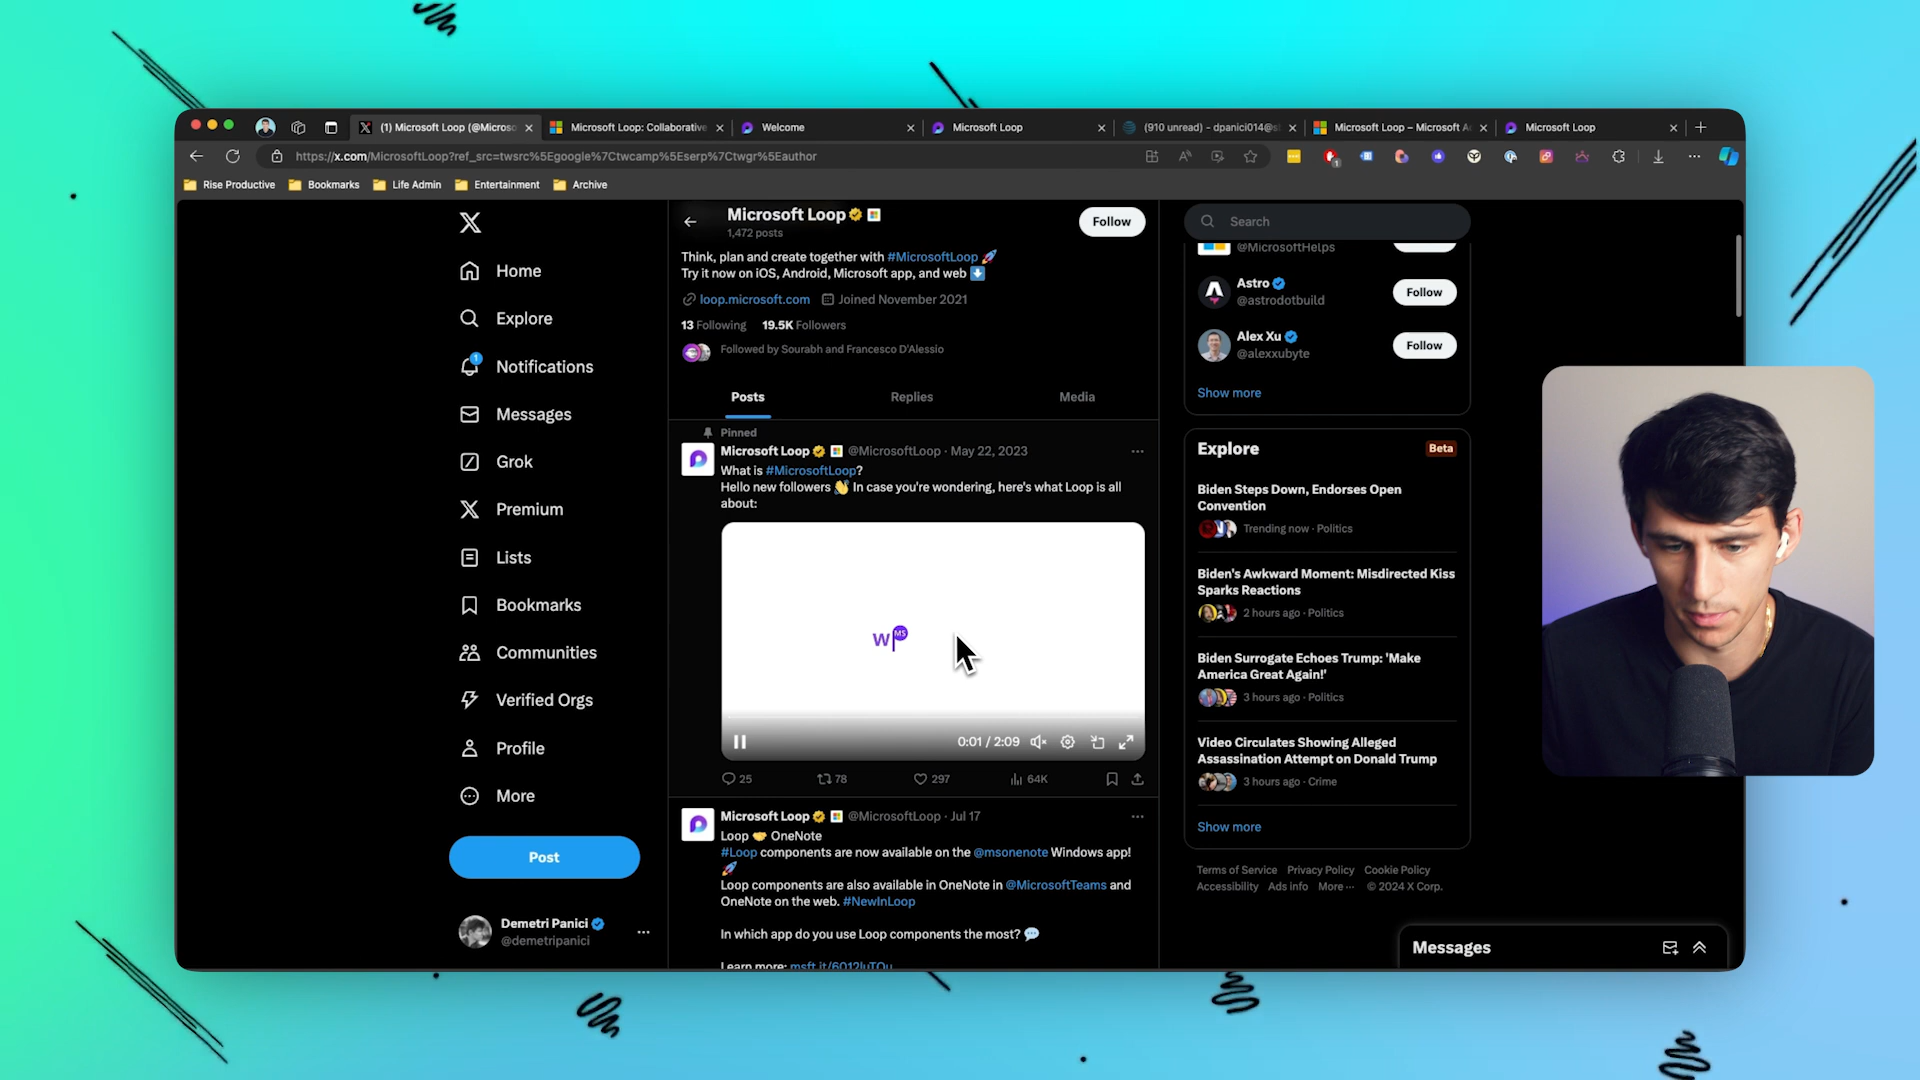 (1) Microsoft Loop (@Micros
Microsoft Loop: Collaborative
Welcome
Microsoft Loop
(910 unread) - dpanici014@s
Microsoft Loop – Microsoft A
Microsoft Loop
https://x.com/MicrosoftLoop?ref_src=twsrc%5Egoogle%7Ctwcamp%5Eserp%7Ctwgr%5Eauthor
Rise Productive
Bookmarks
Life Admin
Entertainment
Archive
Home
Explore
Notifications
Messages
Grok
Premium
Lists
Bookmarks
Communities
Verified Orgs
Profile
More
Post
Demetri Panici
@demetripanici
Microsoft Loop
1,472 posts
Follow
Think, plan and create together with #MicrosoftLoop 🚀
Try it now on iOS, Android, Microsoft app, and web ⬇️
loop.microsoft.com Joined November 2021
13 Following 19.5K Followers
Followed by Sourabh and Francesco D'Alessio
Posts
Replies
Media
Pinned
Microsoft Loop @MicrosoftLoop · May 22, 2023
What is #MicrosoftLoop?
Hello new followers 👋 In case you're wondering, here's what Loop is all
about:
W
MS
0:01 / 2:09
25
78
297
64K
Microsoft Loop @MicrosoftLoop · Jul 17
Loop 🤝 OneNote
#Loop components are now available on the @msonenote Windows app!
🚀
Loop components are also available in OneNote in @MicrosoftTeams and
OneNote on the web. #NewInLoop
In which app do you use Loop components the most? 💬
Learn more: msft.it/6012luTOu
Search
@MicrosoftHelps
Astro
@astrodotbuild
Follow
Alex Xu
@alexxubyte
Follow
Show more
Explore
Beta
Biden Steps Down, Endorses Open
Convention
Trending now · Politics
Biden's Awkward Moment: Misdirected Kiss
Sparks Reactions
2 hours ago · Politics
Biden Surrogate Echoes Trump: 'Make
America Great Again!'
3 hours ago · Politics
Video Circulates Showing Alleged
Assassination Attempt on Donald Trump
3 hours ago · Crime
Show more
Terms of Service Privacy Policy Cookie Policy
Accessibility Ads info More ··· © 2024 X Corp.
Messages